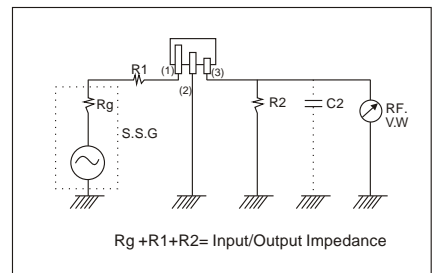 R1
(1)
(2)
(3)
Rg
S.S.G
R2
C2
RF.
V.W
Rg +R1+R2= Input/Output Impedance